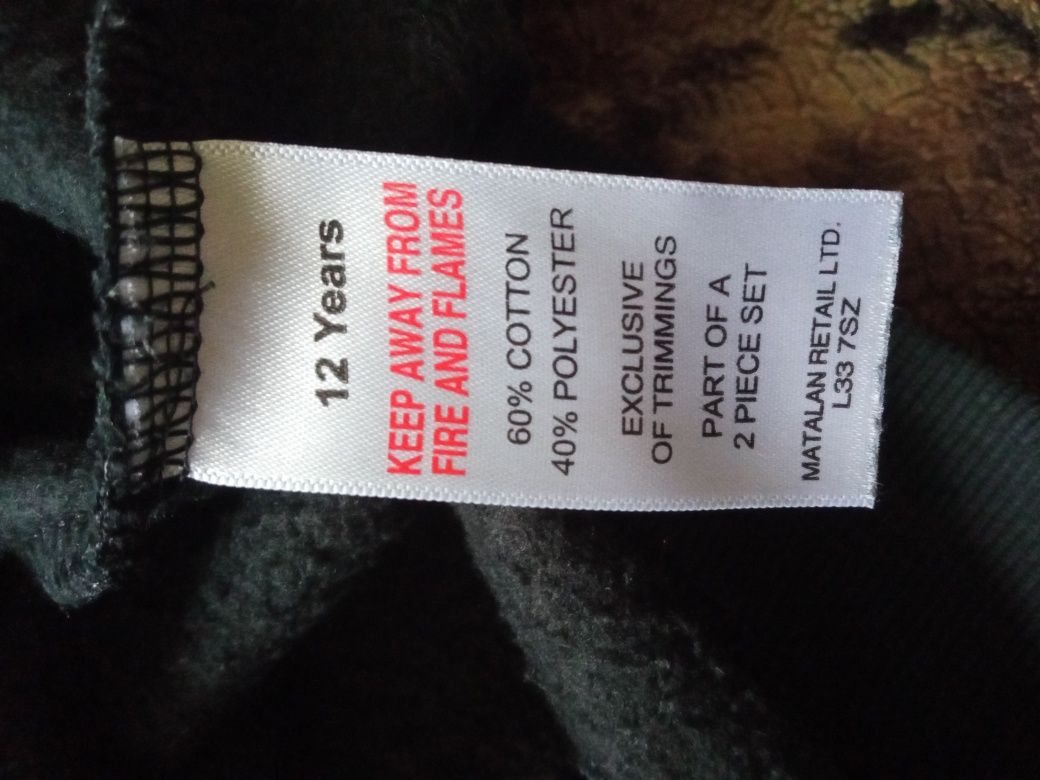 12 Years
KEEP AWAY FROM
FIRE AND FLAMES
60% COTTON
40% POLYESTER
EXCLUSIVE
OF TRIMMINGS
PART OF A
2 PIECE SET
MATALAN RETAIL LTD.
L33 7SZ